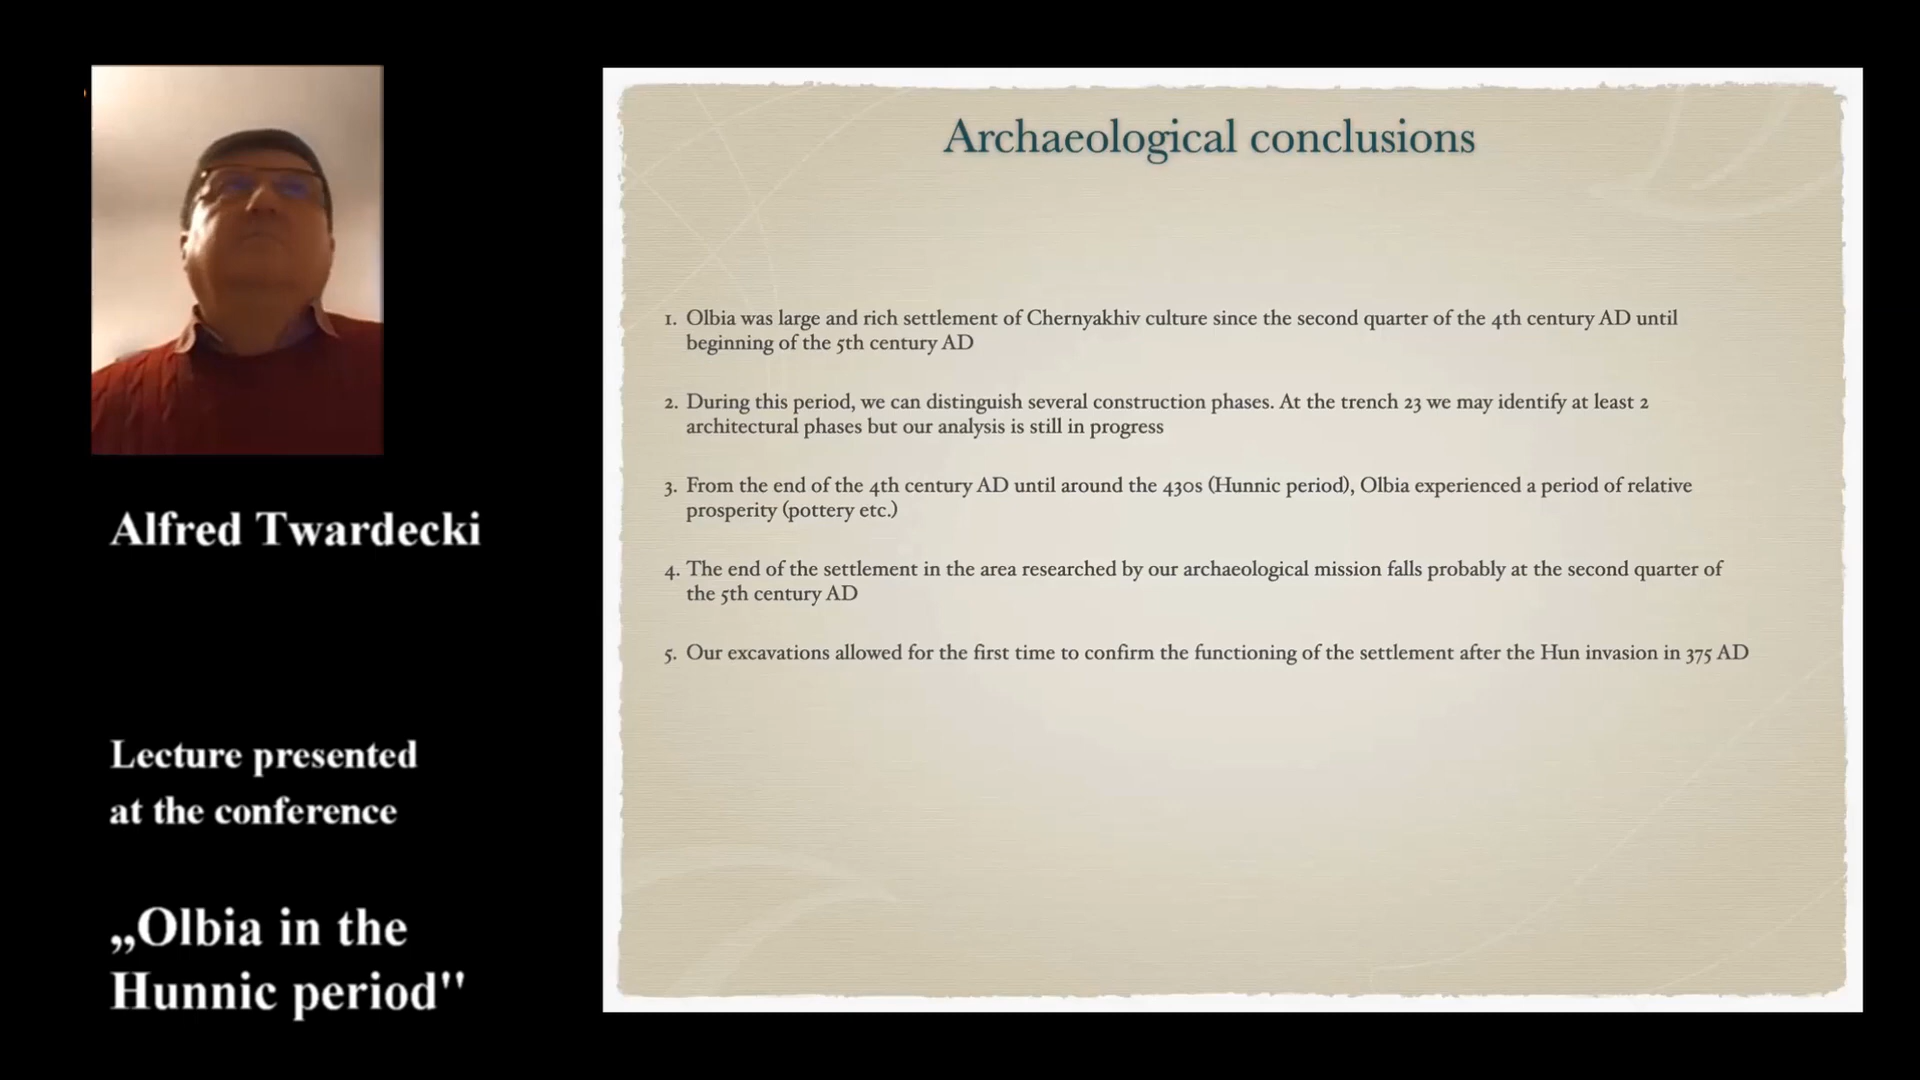 Alfred Twardecki
Lecture presented
at the conference
„Olbia in the
Hunnic period"
Archaeological conclusions
1. Olbia was large and rich settlement of Chernyakhiv culture since the second quarter of the 4th century AD until
beginning of the 5th century AD
2. During this period, we can distinguish several construction phases. At the trench 23 we may identify at least 2
architectural phases but our analysis is still in progress
3. From the end of the 4th century AD until around the 430s (Hunnic period), Olbia experienced a period of relative
prosperity (pottery etc.)
4. The end of the settlement in the area researched by our archaeological mission falls probably at the second quarter of
the 5th century AD
5. Our excavations allowed for the first time to confirm the functioning of the settlement after the Hun invasion in 375 AD